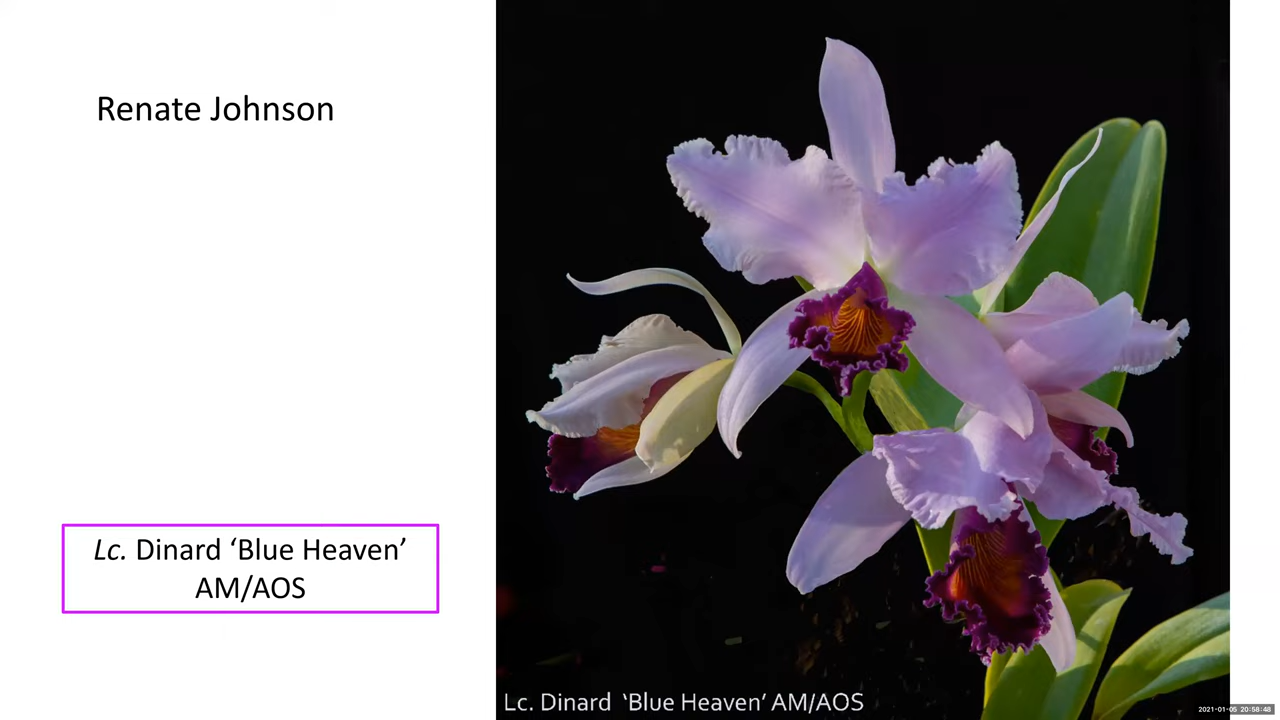 Renate Johnson
Lc. Dinard ‘Blue Heaven’
AM/AOS
Lc. Dinard ‘Blue Heaven’ AM/AOS
2021-01-05 20:58:48